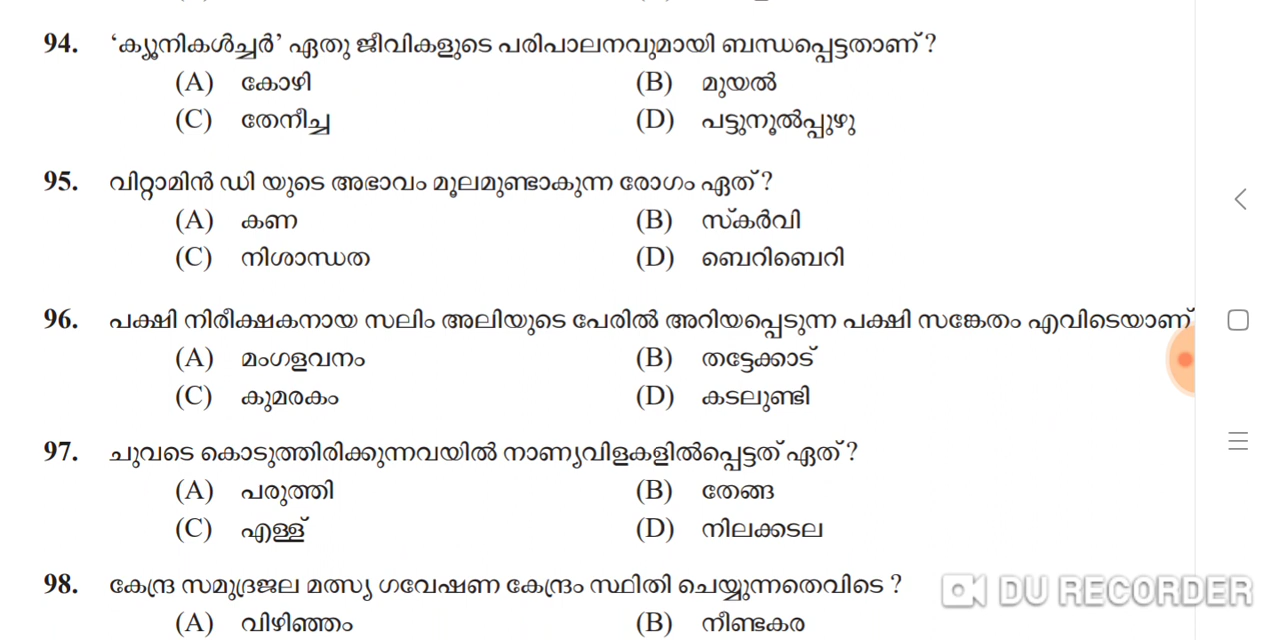 94. ‘ക്യൂനികൾച്ചർ’ ഏതു ജീവികളുടെ പരിപാലനവുമായി ബന്ധപ്പെട്ടതാണ് ?
(A) കോഴി (B) മുയൽ
(C) തേനീച്ച (D) പട്ടുനൂൽപ്പുഴു
95. വിറ്റാമിൻ ഡി യുടെ അഭാവം മൂലമുണ്ടാകുന്ന രോഗം ഏത് ?
(A) കണ (B) സ്കർവി
(C) നിശാന്ധത (D) ബെറിബെറി
96. പക്ഷി നിരീക്ഷകനായ സലിം അലിയുടെ പേരിൽ അറിയപ്പെടുന്ന പക്ഷി സങ്കേതം എവിടെയാണ്
(A) മംഗളവനം (B) തട്ടേക്കാട്
(C) കുമരകം (D) കടലുണ്ടി
97. ചുവടെ കൊടുത്തിരിക്കുന്നവയിൽ നാണ്യവിളകളിൽപ്പെട്ടത് ഏത് ?
(A) പരുത്തി (B) തേങ്ങ
(C) എള്ള് (D) നിലക്കടല
98. കേന്ദ്ര സമുദ്രജല മത്സ്യ ഗവേഷണ കേന്ദ്രം സ്ഥിതി ചെയ്യുന്നതെവിടെ ?
(A) വിഴിഞ്ഞം (B) നീണ്ടകര
DU RECORDER